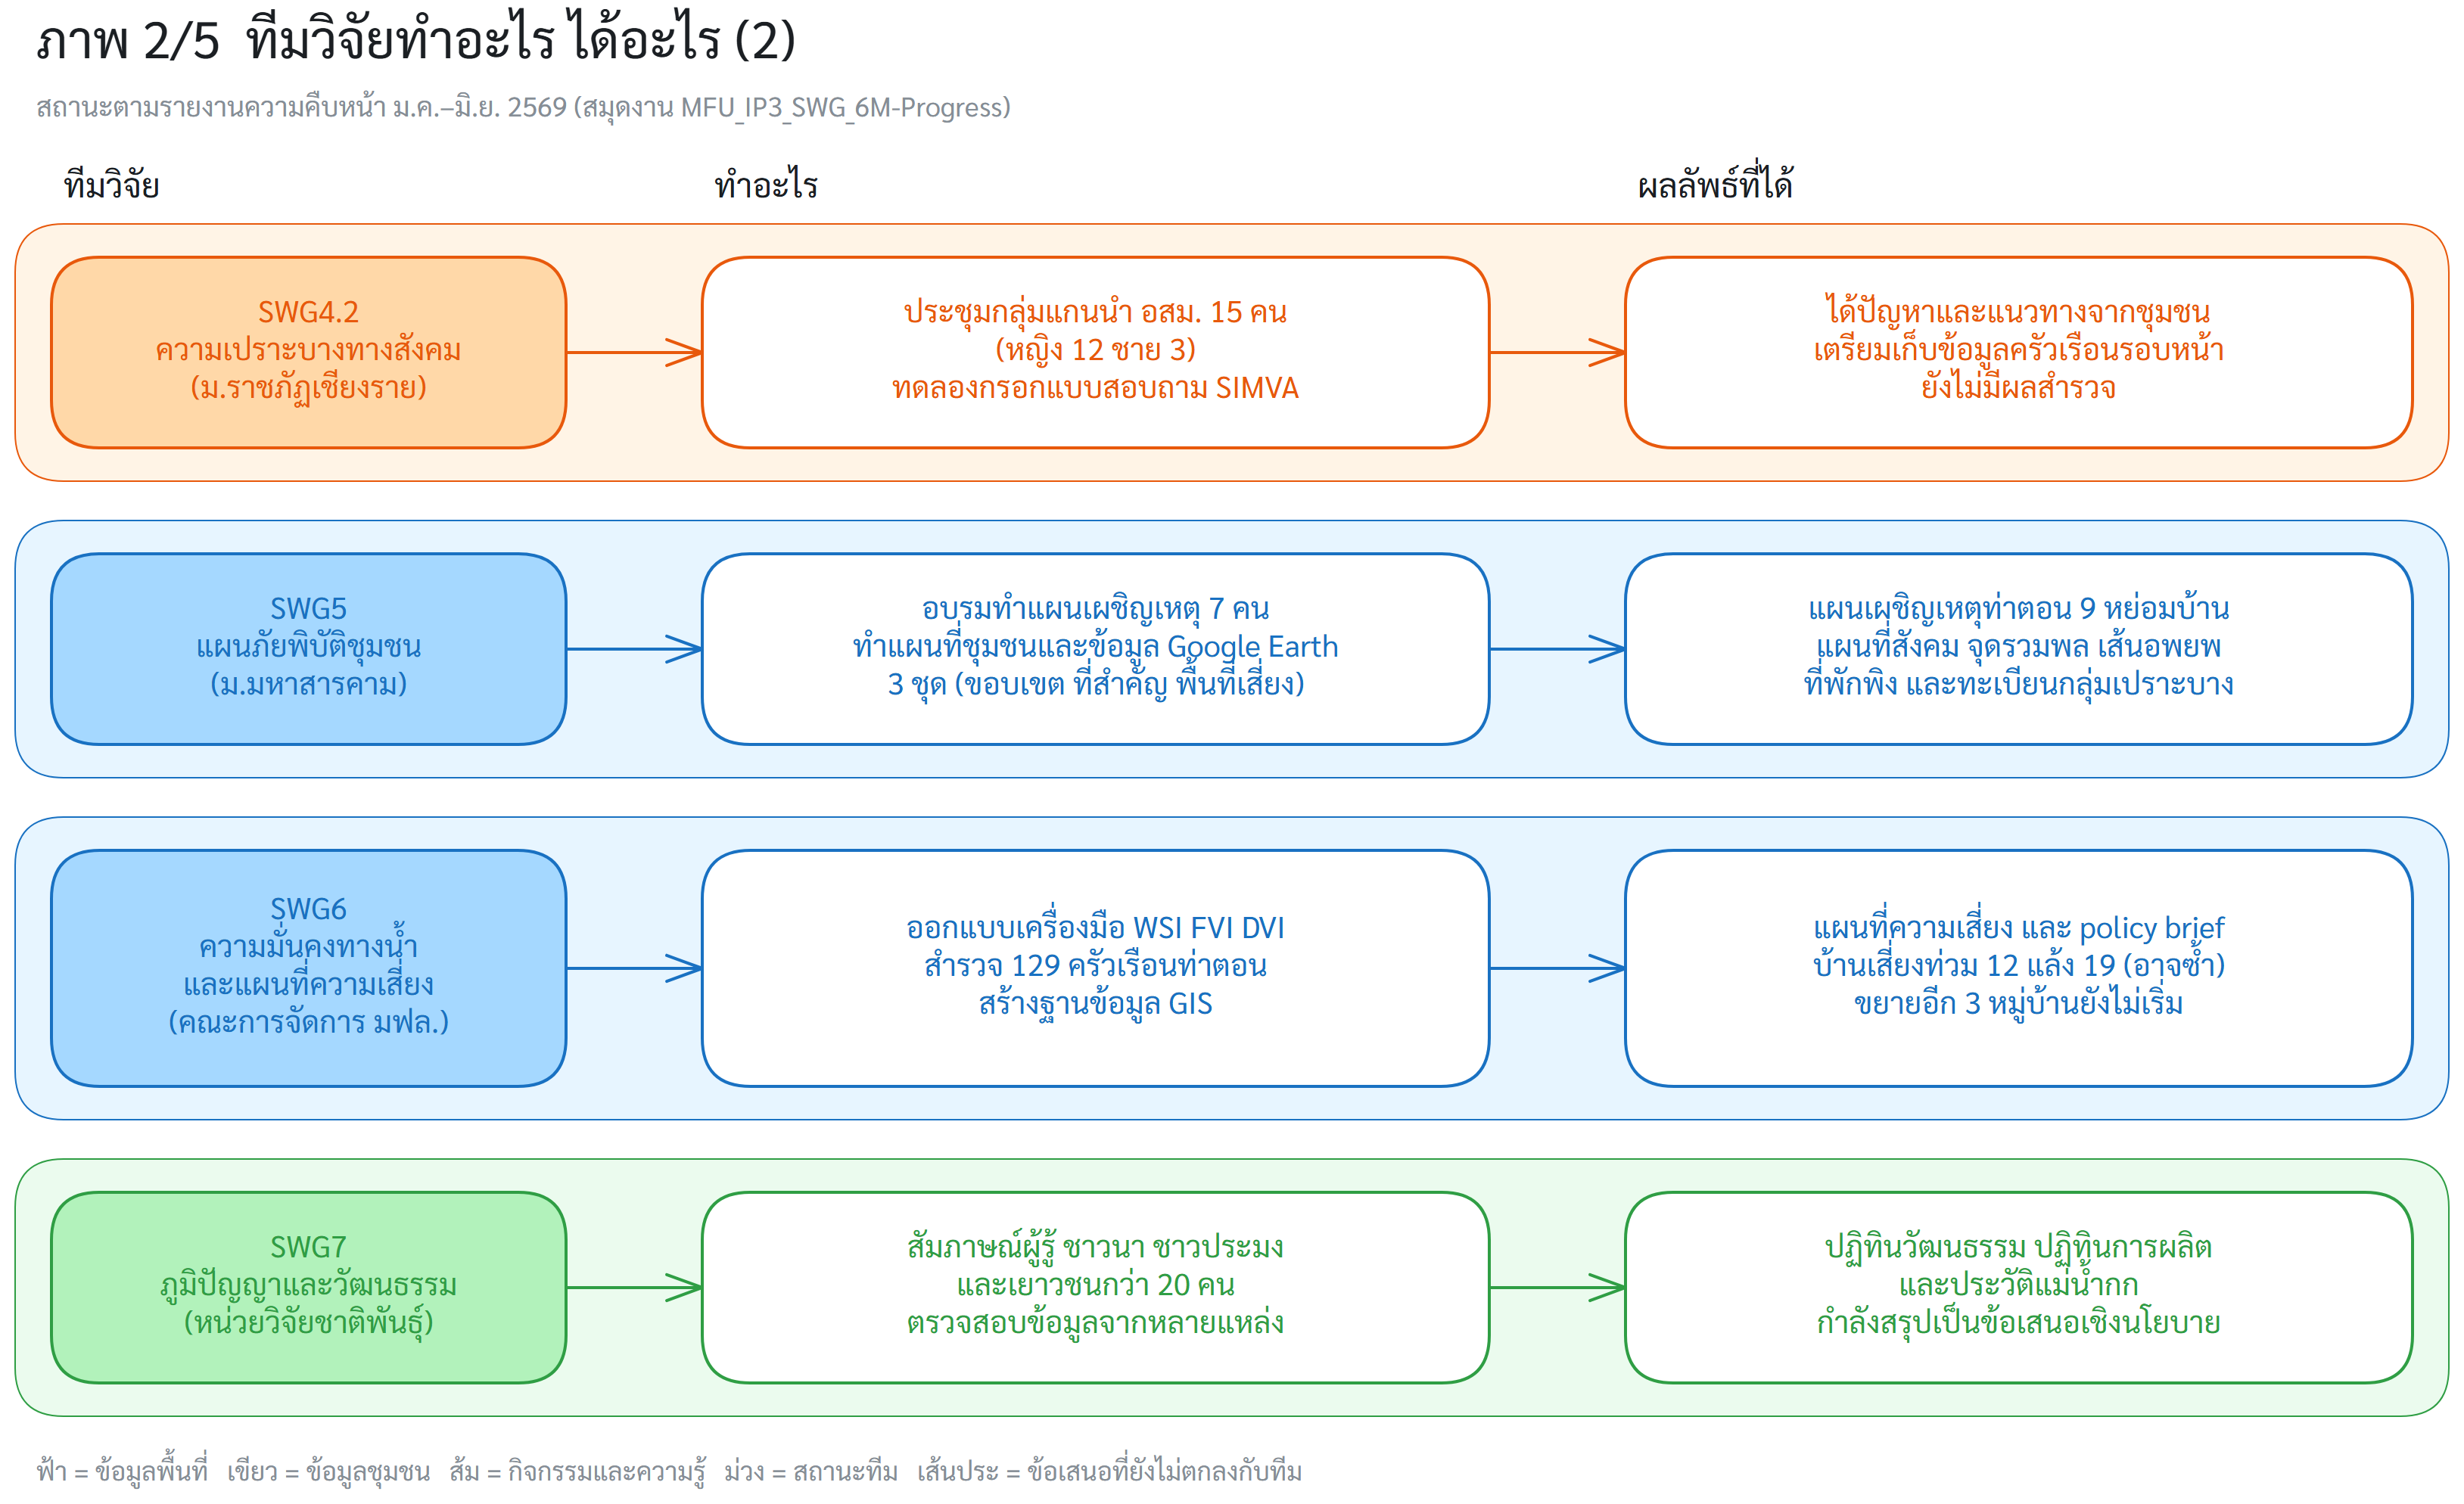 ภาพ 2/5 ทีมวิจัยทำอะไร ได้อะไร (2)
สถานะตามรายงานความคืบหน้า ม.ค.–มิ.ย. 2569 (สมุดงาน MFU_IP3_SWG_6M-Progress)
ทีมวิจัย
ทำอะไร
ผลลัพธ์ที่ได้
SWG4.2
ความเปราะบางทางสังคม
(ม.ราชภัฏเชียงราย)
ประชุมกลุ่มแกนนำ อสม. 15 คน
(หญิง 12 ชาย 3)
ทดลองกรอกแบบสอบถาม SIMVA
ได้ปัญหาและแนวทางจากชุมชน
เตรียมเก็บข้อมูลครัวเรือนรอบหน้า
ยังไม่มีผลสำรวจ
SWG5
แผนภัยพิบัติชุมชน
(ม.มหาสารคาม)
อบรมทำแผนเผชิญเหตุ 7 คน
ทำแผนที่ชุมชนและข้อมูล Google Earth
3 ชุด (ขอบเขต ที่สำคัญ พื้นที่เสี่ยง)
แผนเผชิญเหตุท่าตอน 9 หย่อมบ้าน
แผนที่สังคม จุดรวมพล เส้นอพยพ
ที่พักพิง และทะเบียนกลุ่มเปราะบาง
SWG6
ความมั่นคงทางน้ำ
และแผนที่ความเสี่ยง
(คณะการจัดการ มฟล.)
ออกแบบเครื่องมือ WSI FVI DVI
สำรวจ 129 ครัวเรือนท่าตอน
สร้างฐานข้อมูล GIS
แผนที่ความเสี่ยง และ policy brief
บ้านเสี่ยงท่วม 12 แล้ง 19 (อาจซ้ำ)
ขยายอีก 3 หมู่บ้านยังไม่เริ่ม
SWG7
ภูมิปัญญาและวัฒนธรรม
(หน่วยวิจัยชาติพันธุ์)
สัมภาษณ์ผู้รู้ ชาวนา ชาวประมง
และเยาวชนกว่า 20 คน
ตรวจสอบข้อมูลจากหลายแหล่ง
ปฏิทินวัฒนธรรม ปฏิทินการผลิต
และประวัติแม่น้ำกก
กำลังสรุปเป็นข้อเสนอเชิงนโยบาย
ฟ้า = ข้อมูลพื้นที่ เขียว = ข้อมูลชุมชน ส้ม = กิจกรรมและความรู้ ม่วง = สถานะทีม เส้นประ = ข้อเสนอที่ยังไม่ตกลงกับทีม